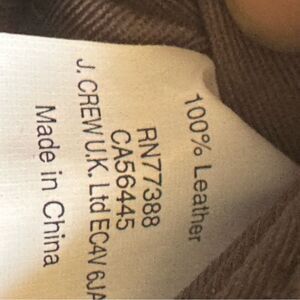 100% Leather
RN77388
CA56445
J. CREW U.K. Ltd EC4V 6JA
Made in China